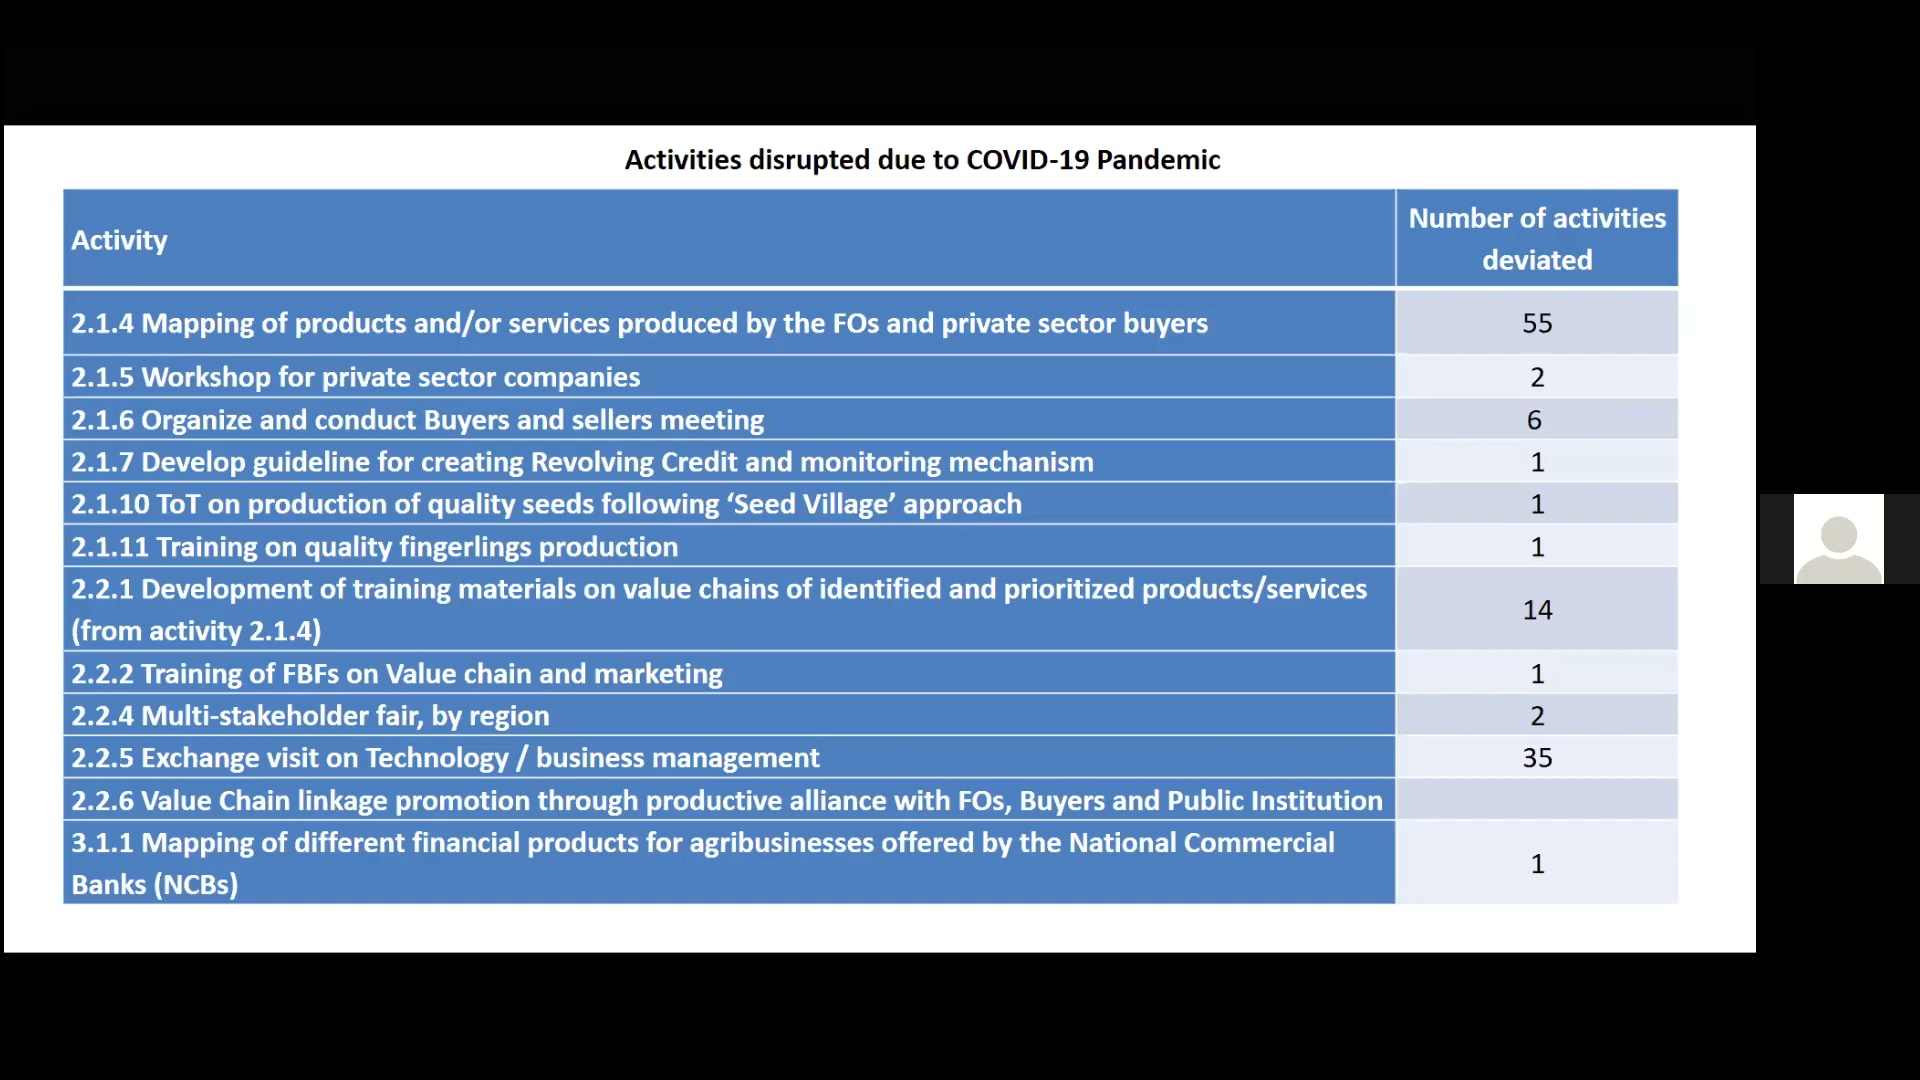 Activities disrupted due to COVID-19 Pandemic
Activity
Number of activities
deviated
2.1.4 Mapping of products and/or services produced by the FOs and private sector buyers
55
2.1.5 Workshop for private sector companies
2
2.1.6 Organize and conduct Buyers and sellers meeting
6
2.1.7 Develop guideline for creating Revolving Credit and monitoring mechanism
1
2.1.10 ToT on production of quality seeds following ‘Seed Village’ approach
1
2.1.11 Training on quality fingerlings production
1
2.2.1 Development of training materials on value chains of identified and prioritized products/services
(from activity 2.1.4)
14
2.2.2 Training of FBFs on Value chain and marketing
1
2.2.4 Multi-stakeholder fair, by region
2
2.2.5 Exchange visit on Technology / business management
35
2.2.6 Value Chain linkage promotion through productive alliance with FOs, Buyers and Public Institution
3.1.1 Mapping of different financial products for agribusinesses offered by the National Commercial
Banks (NCBs)
1